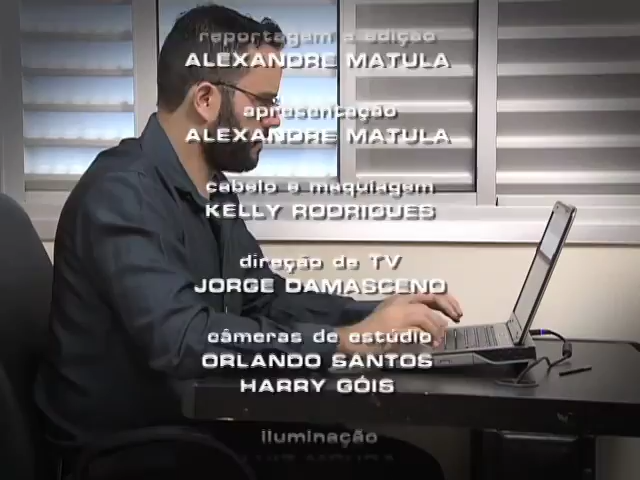 reportagem e edição
ALEXANDRE MATULA
apresentação
ALEXANDRE MATULA
cabelo e maquiagem
KELLY RODRIGUES
direção de TV
JORGE DAMASCENO
câmeras de estúdio
ORLANDO SANTOS
HARRY GÓIS
iluminação